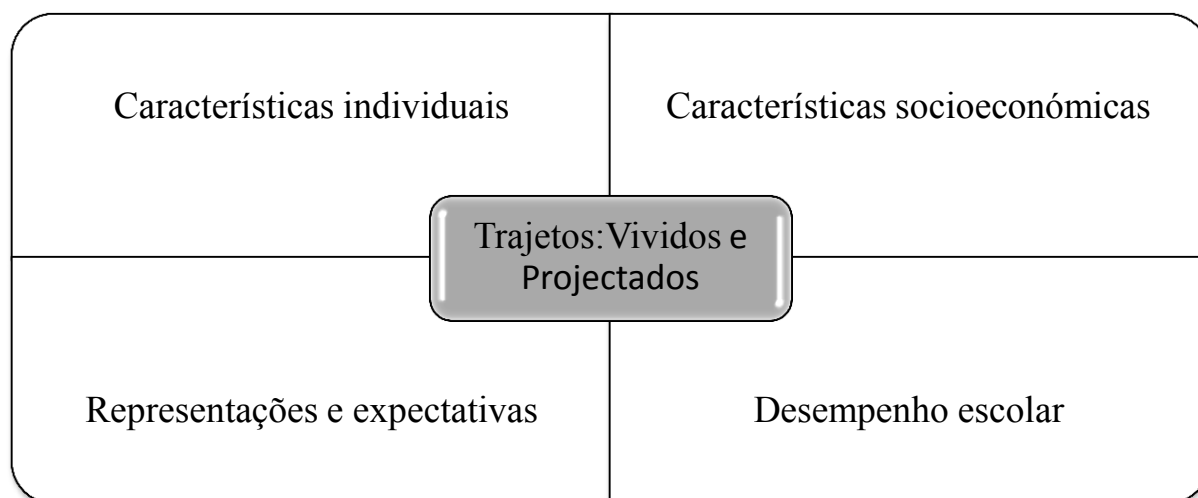 Características individuais
Características socioeconómicas
Trajetos:Vividos e
Projectados
Representações e expectativas
Desempenho escolar